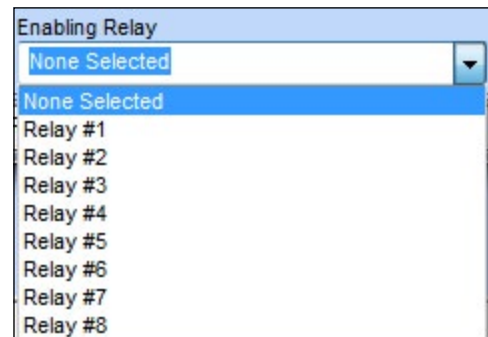 Enabling Relay
None Selected
None Selected
Relay #1
Relay #2
Relay #3
Relay #4
Relay #5
Relay #6
Relay #7
Relay #8